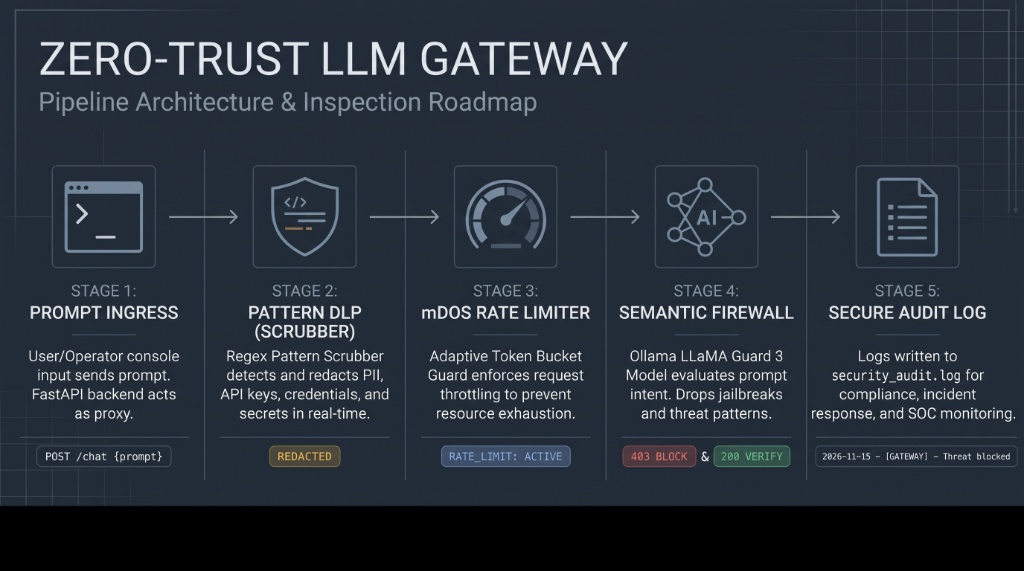 ZERO-TRUST LLM GATEWAY
Pipeline Architecture & Inspection Roadmap
</>
AI
STAGE 1:
PROMPT INGRESS
User/Operator console
input sends prompt.
FastAPI backend acts
as proxy.
POST /chat {prompt}
STAGE 2:
PATTERN DLP
(SCRUBBER)
Regex Pattern Scrubber
detects and redacts PII,
API keys, credentials, and
secrets in real-time.
REDACTED
STAGE 3:
mDOS RATE LIMITER
Adaptive Token Bucket
Guard enforces request
throttling to prevent
resource exhaustion.
RATE_LIMIT: ACTIVE
STAGE 4:
SEMANTIC FIREWALL
Ollama LLaMA Guard 3
Model evaluates prompt
intent. Drops jailbreaks
and threat patterns.
403 BLOCK & 200 VERIFY
STAGE 5:
SECURE AUDIT LOG
Logs written to
security_audit.log for
compliance, incident
response, and SOC monitoring.
2026-11-15 – [GATEWAY] – Threat blocked